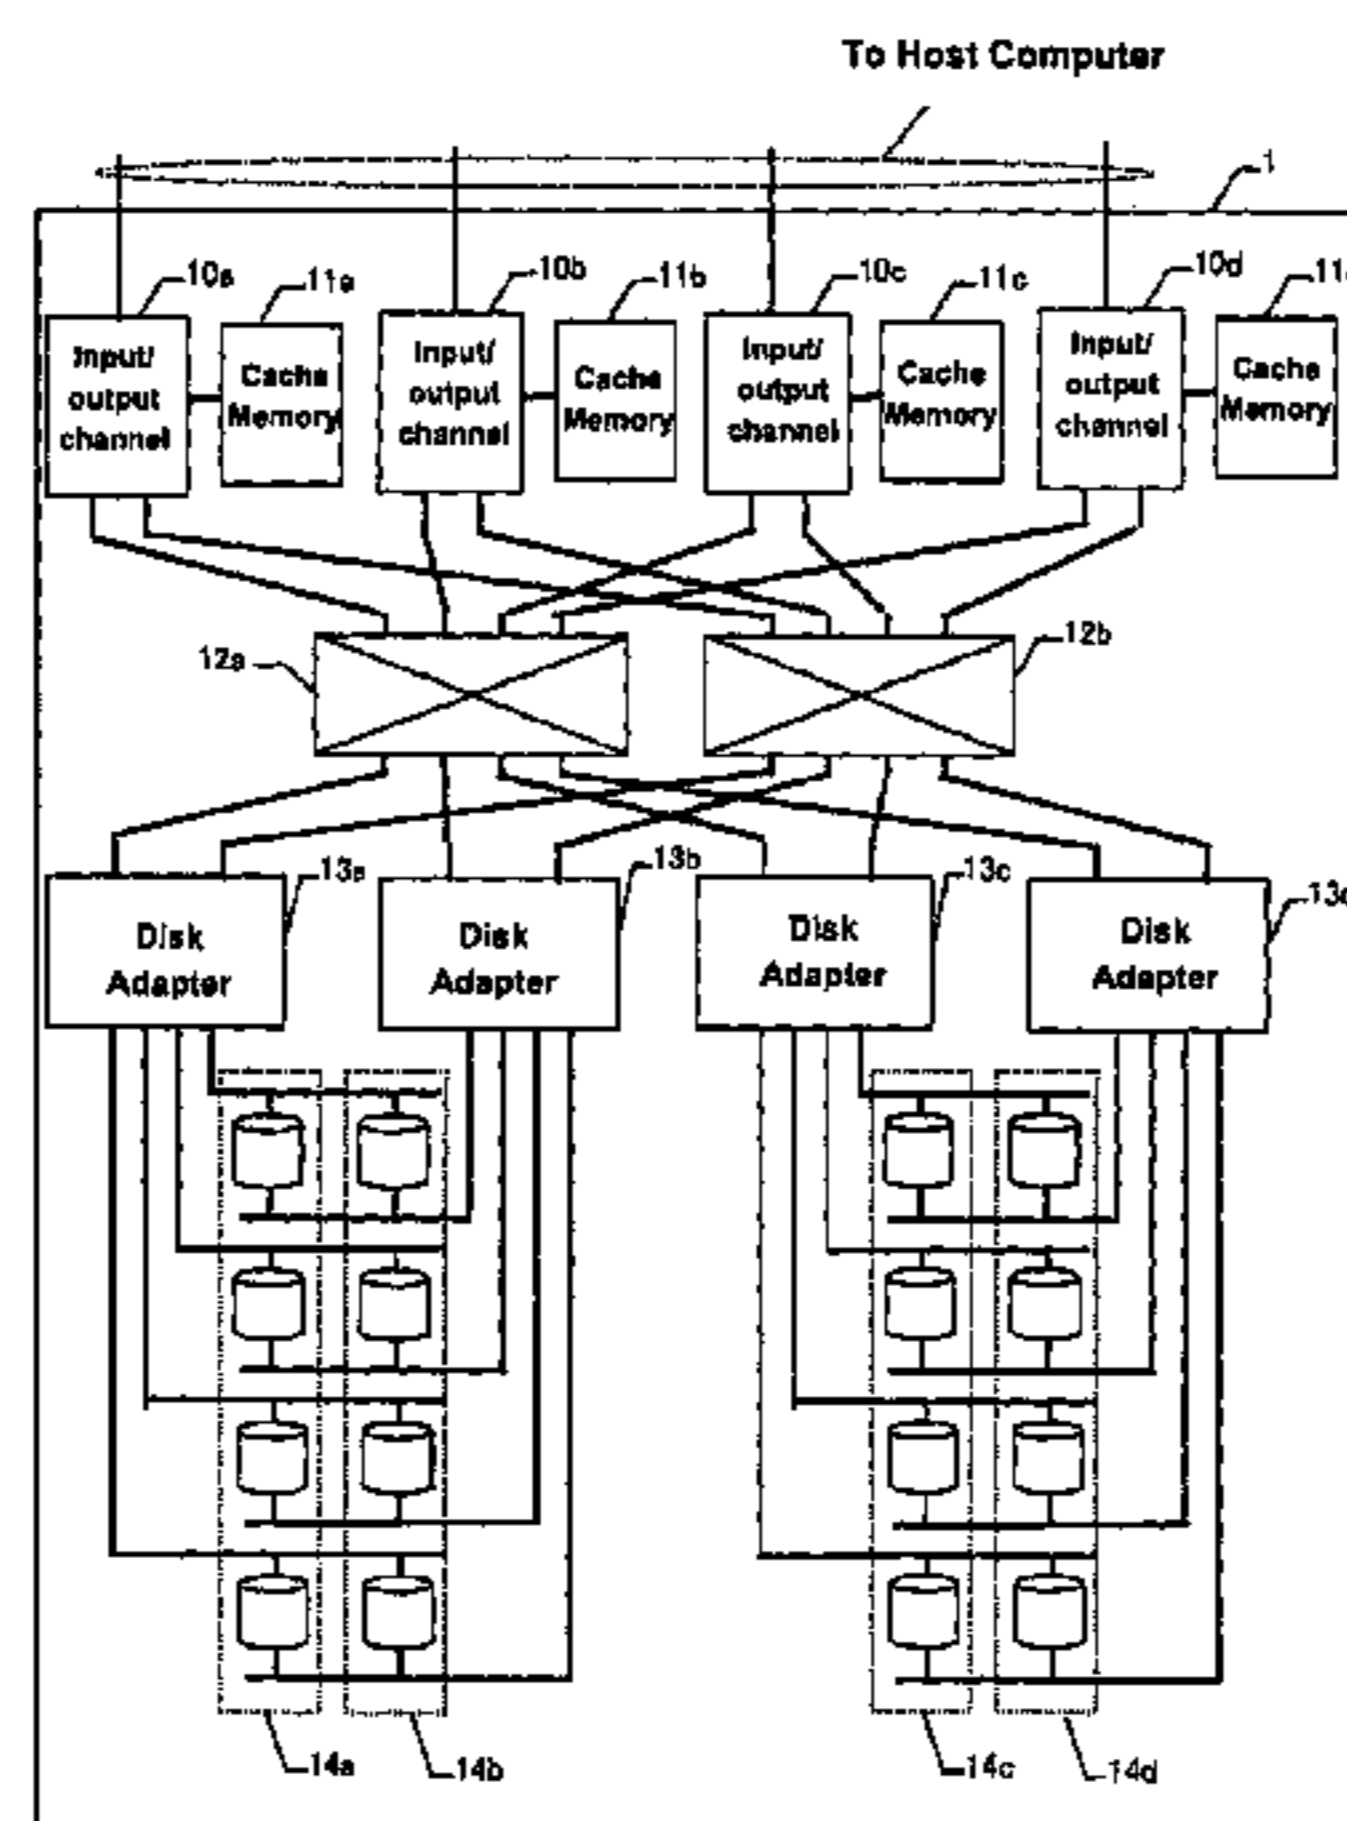 To Host Computer
1
10a
11a
10b
11b
10c
11c
10d
11
Input/
output
channel
Cache
Memory
Input/
output
channel
Cache
Memory
Input/
output
channel
Cache
Memory
Input/
output
channel
Cache
Memory
12a
12b
13a
13b
13c
13d
Disk
Adapter
Disk
Adapter
Disk
Adapter
Disk
Adapter
14a
14b
14c
14d